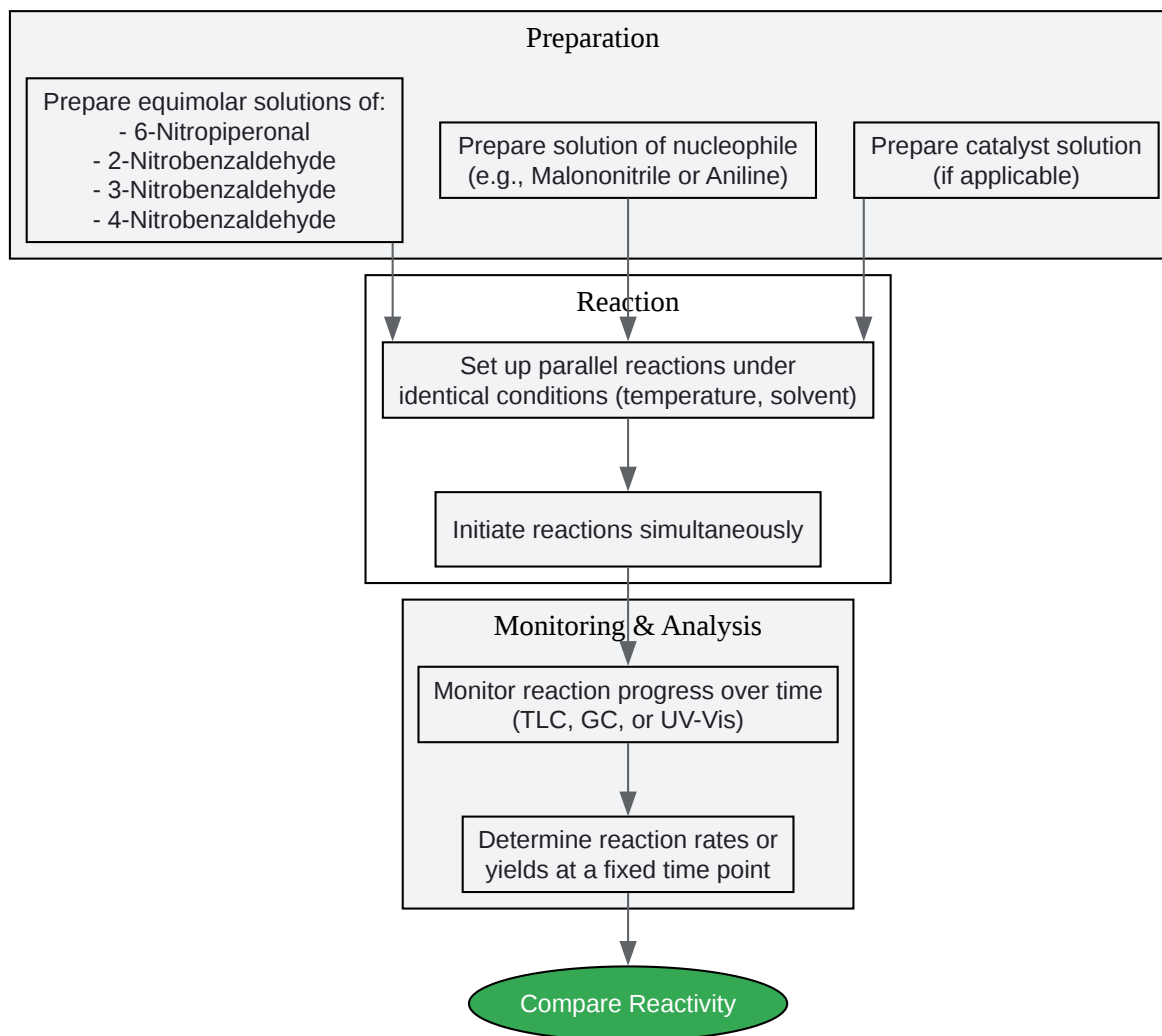 Preparation
Prepare equimolar solutions of:
- 6-Nitropiperonal
- 2-Nitrobenzaldehyde
- 3-Nitrobenzaldehyde
- 4-Nitrobenzaldehyde
Prepare solution of nucleophile
(e.g., Malononitrile or Aniline)
Prepare catalyst solution
(if applicable)
Reaction
Set up parallel reactions under
identical conditions (temperature, solvent)
Initiate reactions simultaneously
Monitoring & Analysis
Monitor reaction progress over time
(TLC, GC, or UV-Vis)
Determine reaction rates or
yields at a fixed time point
Compare Reactivity